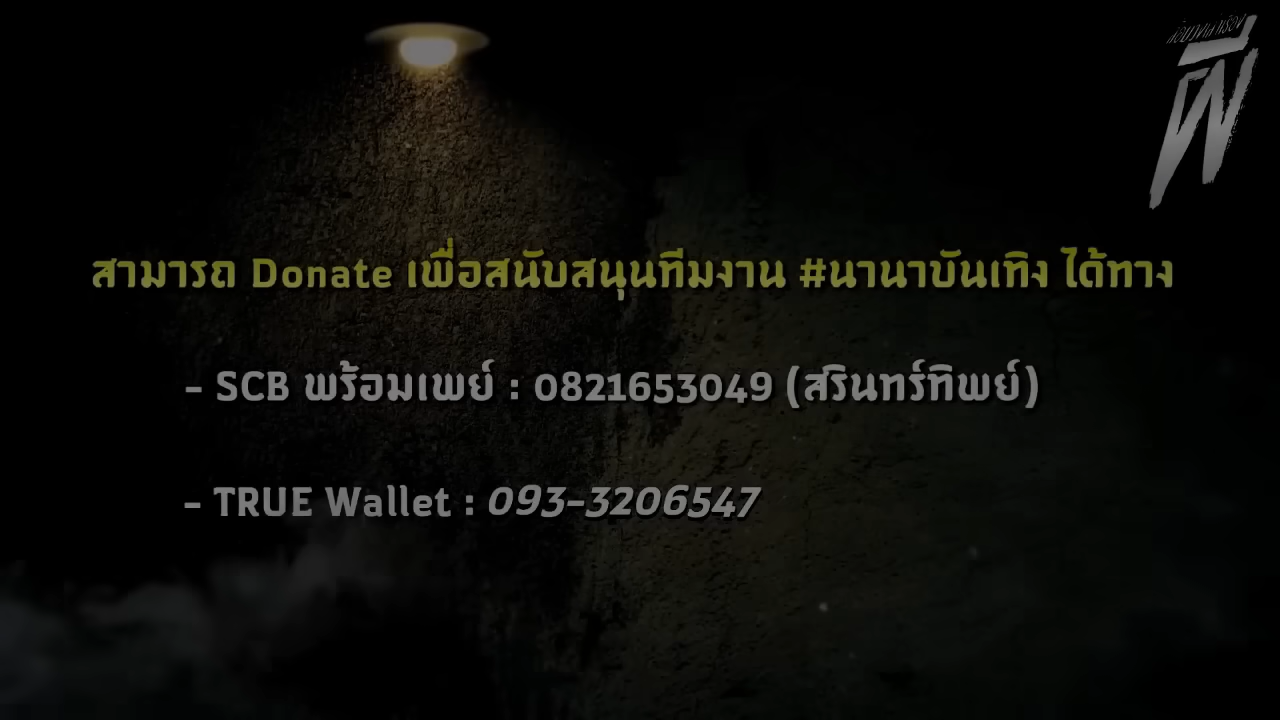 ผี
สามารถ Donate เพื่อสนับสนุนทีมงาน #นานาบันเทิง ได้ทาง
- SCB พร้อมเพย์ : 0821653049 (สรินทร์ทิพย์)
- TRUE Wallet : 093-3206547